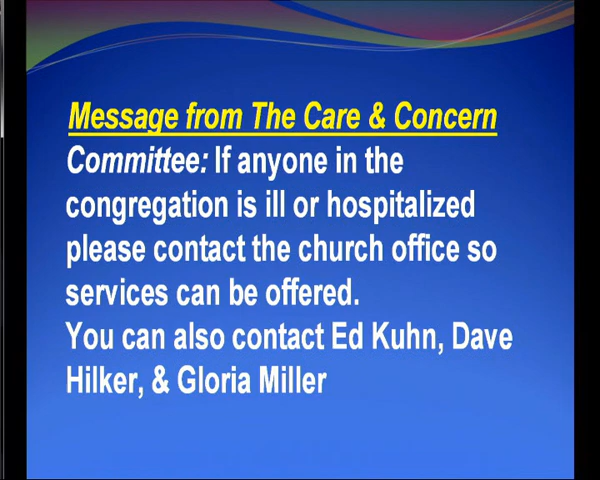 Message from The Care & Concern
Committee: If anyone in the
congregation is ill or hospitalized
please contact the church office so
services can be offered.
You can also contact Ed Kuhn, Dave
Hilker, & Gloria Miller